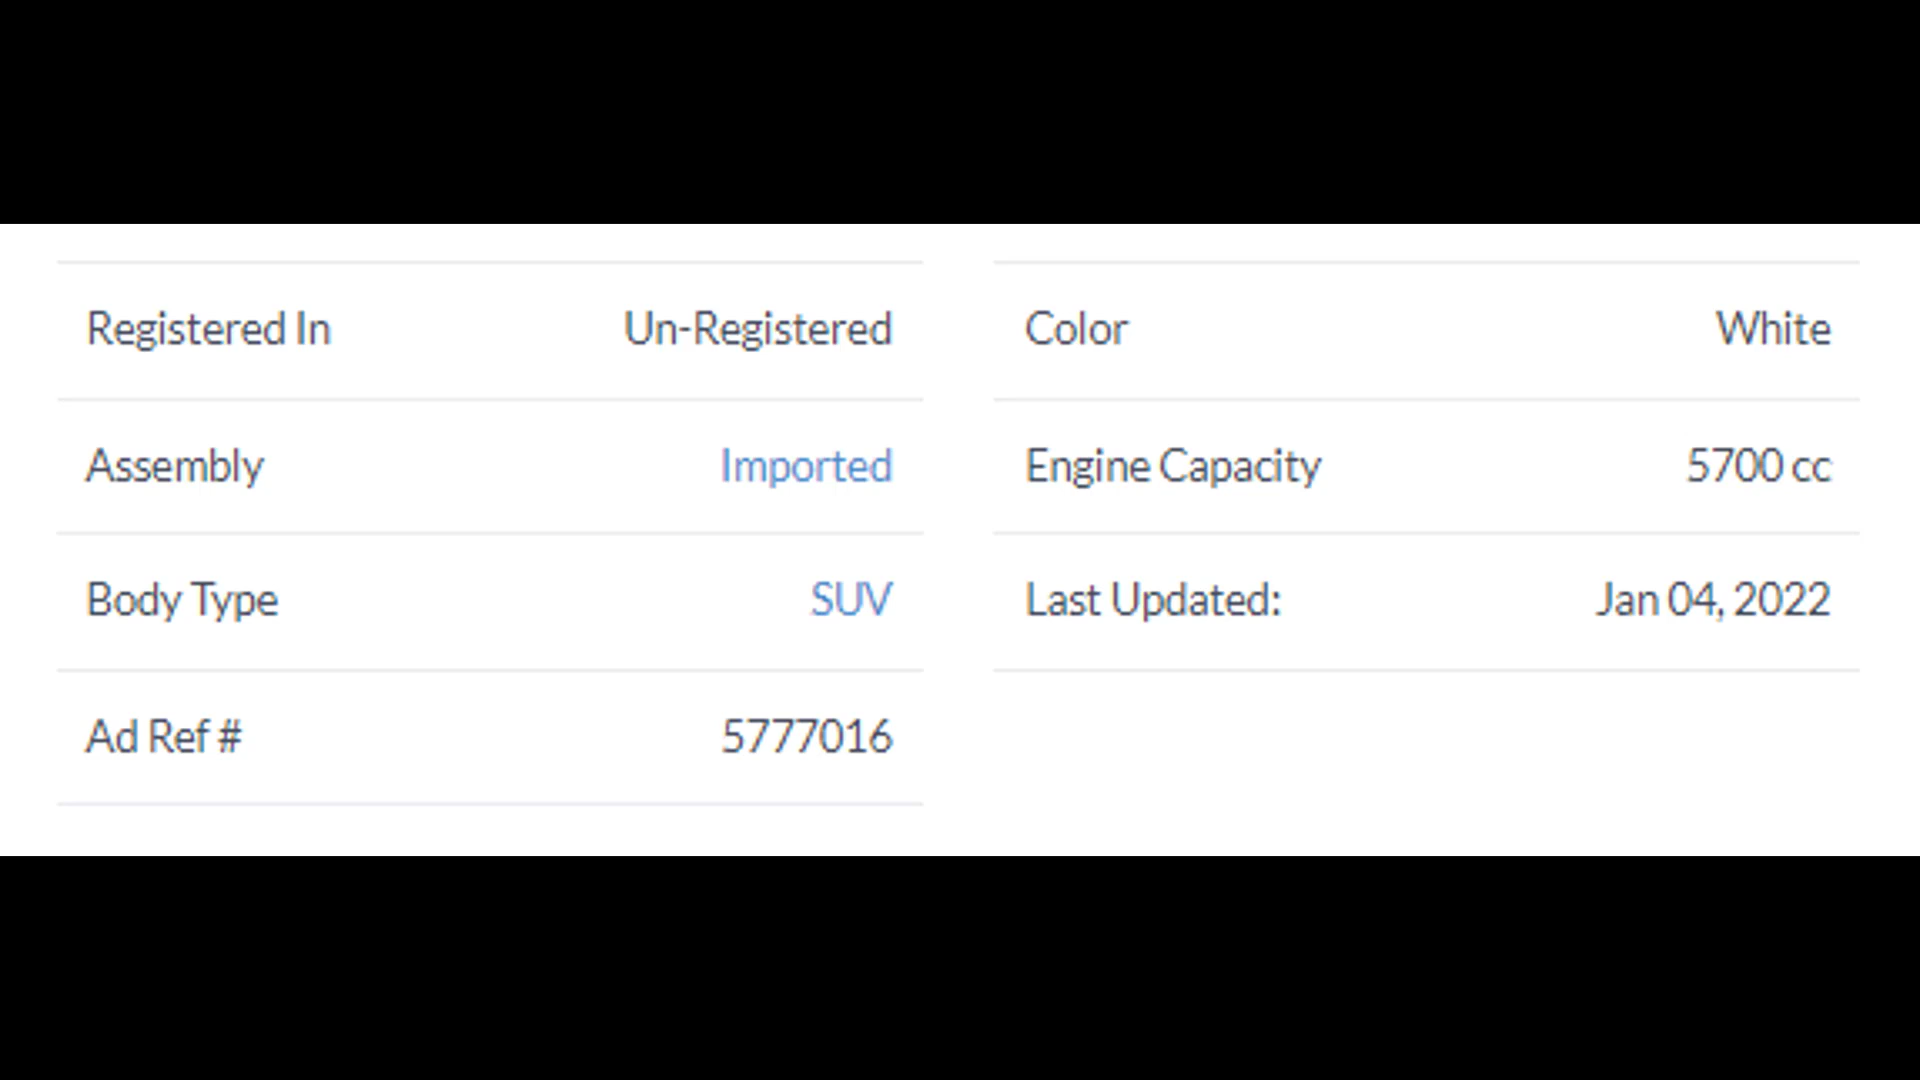 Registered In Un-Registered Color White
Assembly Imported Engine Capacity 5700 cc
Body Type SUV Last Updated: Jan 04, 2022
Ad Ref # 5777016